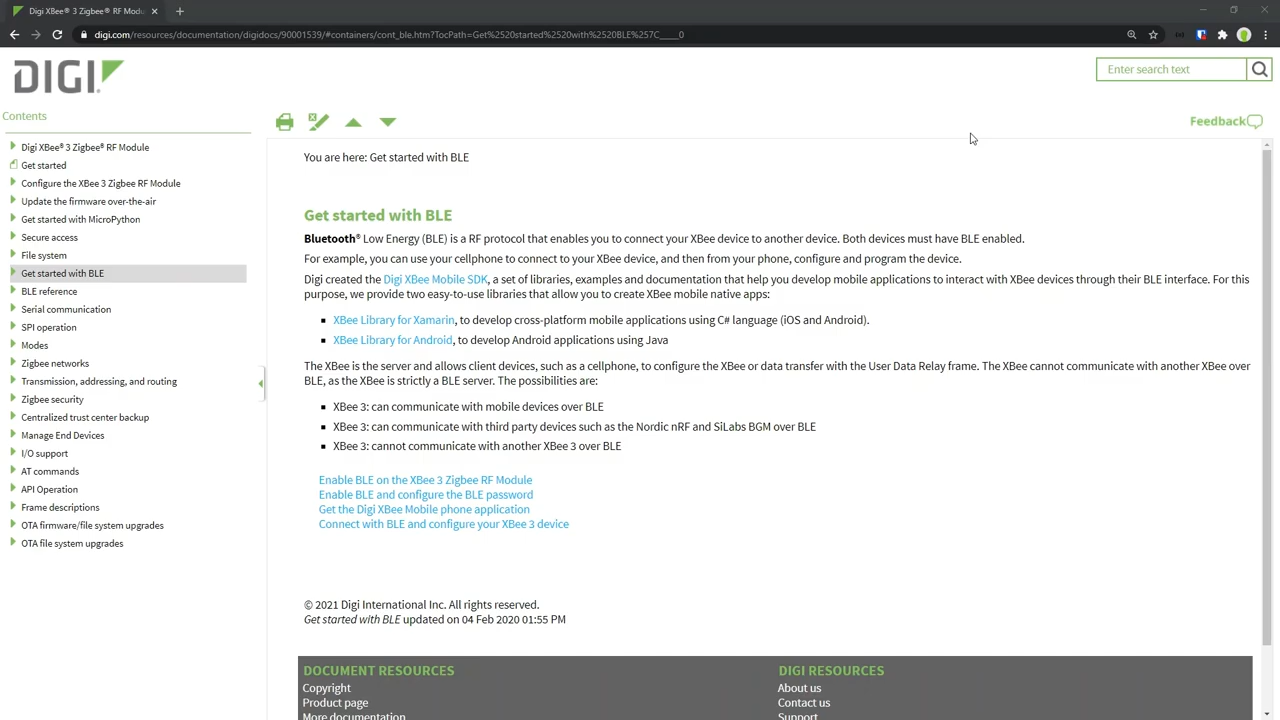 Digi XBee® 3 Zigbee® RF Modu
digi.com/resources/documentation/digidocs/90001539/#containers/cont_ble.htm?TocPath=Get%2520started%2520with%2520BLE%257C____0
DIGI
Enter search text
Contents
Feedback
Digi XBee® 3 Zigbee® RF Module
Get started
Configure the XBee 3 Zigbee RF Module
Update the firmware over-the-air
Get started with MicroPython
Secure access
File system
Get started with BLE
BLE reference
Serial communication
SPI operation
Modes
Zigbee networks
Transmission, addressing, and routing
Zigbee security
Centralized trust center backup
Manage End Devices
I/O support
AT commands
API Operation
Frame descriptions
OTA firmware/file system upgrades
OTA file system upgrades
You are here: Get started with BLE
Get started with BLE
Bluetooth® Low Energy (BLE) is a RF protocol that enables you to connect your XBee device to another device. Both devices must have BLE enabled.
For example, you can use your cellphone to connect to your XBee device, and then from your phone, configure and program the device.
Digi created the Digi XBee Mobile SDK, a set of libraries, examples and documentation that help you develop mobile applications to interact with XBee devices through their BLE interface. For this
purpose, we provide two easy-to-use libraries that allow you to create XBee mobile native apps:
XBee Library for Xamarin, to develop cross-platform mobile applications using C# language (iOS and Android).
XBee Library for Android, to develop Android applications using Java
The XBee is the server and allows client devices, such as a cellphone, to configure the XBee or data transfer with the User Data Relay frame. The XBee cannot communicate with another XBee over
BLE, as the XBee is strictly a BLE server. The possibilities are:
XBee 3: can communicate with mobile devices over BLE
XBee 3: can communicate with third party devices such as the Nordic nRF and SiLabs BGM over BLE
XBee 3: cannot communicate with another XBee 3 over BLE
Enable BLE on the XBee 3 Zigbee RF Module
Enable BLE and configure the BLE password
Get the Digi XBee Mobile phone application
Connect with BLE and configure your XBee 3 device
© 2021 Digi International Inc. All rights reserved.
Get started with BLE updated on 04 Feb 2020 01:55 PM
DOCUMENT RESOURCES
Copyright
Product page
More documentation
DIGI RESOURCES
About us
Contact us
Support